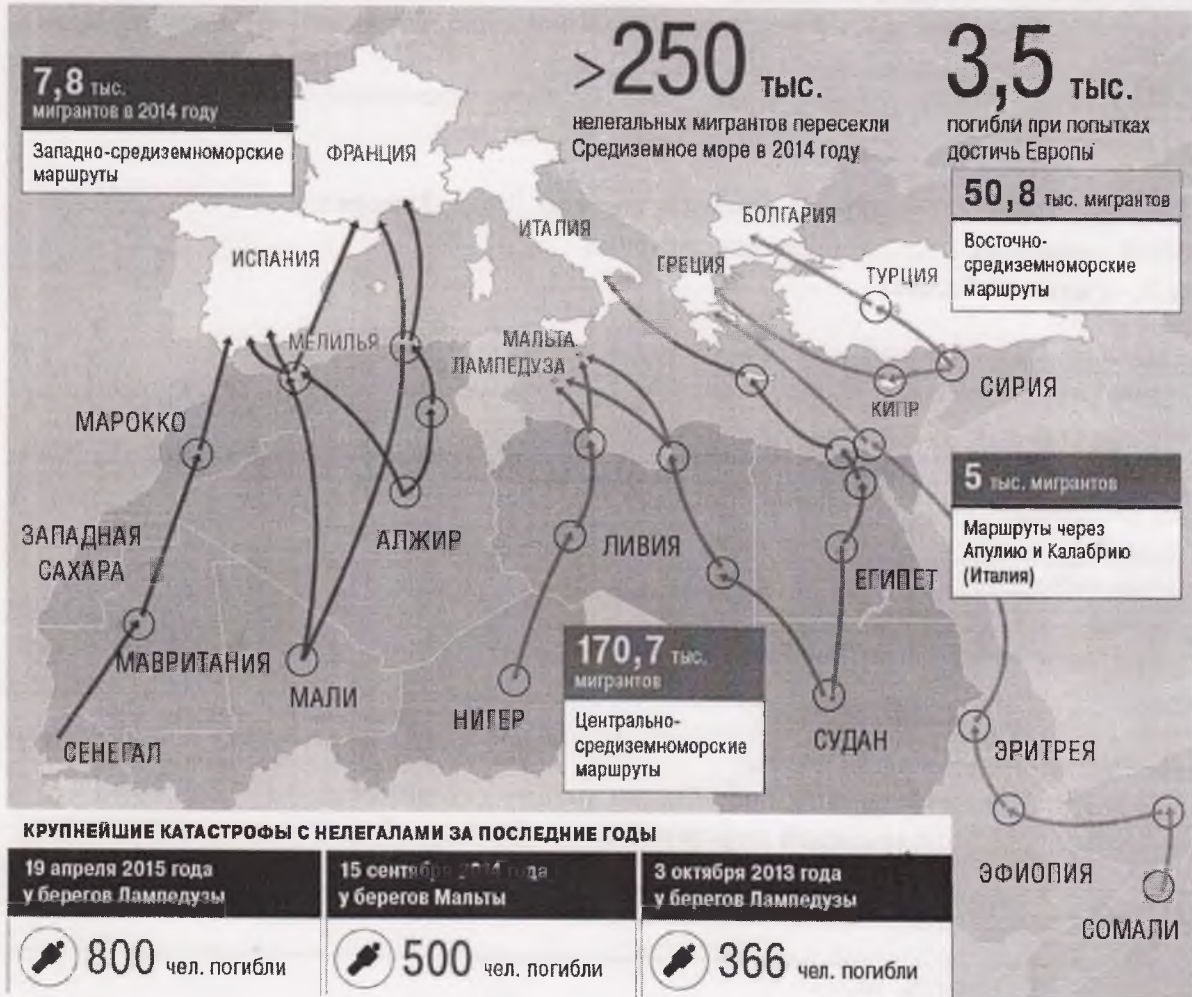 7,8 тыс.
мигрантов в 2014 году
Западно-средиземноморские
маршруты
>250 тыс.
нелегальных мигрантов пересекли
Средиземное море в 2014 году
3,5 тыс.
погибли при попытках
достичь Европы
50,8 тыс. мигрантов
Восточно-
средиземноморские
маршруты
ФРАНЦИЯ
ИТАЛИЯ
БОЛГАРИЯ
ИСПАНИЯ
ГРЕЦИЯ
ТУРЦИЯ
МЕЛИЛЬЯ
МАЛЬТА
ЛАМПЕДУЗА
СИРИЯ
КИПР
МАРОККО
5 тыс. мигрантов
Маршруты через
Апулию и Калабрию
(Италия)
ЗАПАДНАЯ
САХАРА
АЛЖИР
ЛИВИЯ
ЕГИПЕТ
170,7 тыс.
мигрантов
Центрально-
средиземноморские
маршруты
МАВРИТАНИЯ
МАЛИ
НИГЕР
СУДАН
СЕНЕГАЛ
ЭРИТРЕЯ
ЭФИОПИЯ
СОМАЛИ
КРУПНЕЙШИЕ КАТАСТРОФЫ С НЕЛЕГАЛАМИ ЗА ПОСЛЕДНИЕ ГОДЫ
19 апреля 2015 года
у берегов Лампедузы
800 чел. погибли
15 сентября 2014 года
у берегов Мальты
500 чел. погибли
3 октября 2013 года
у берегов Лампедузы
366 чел. погибли